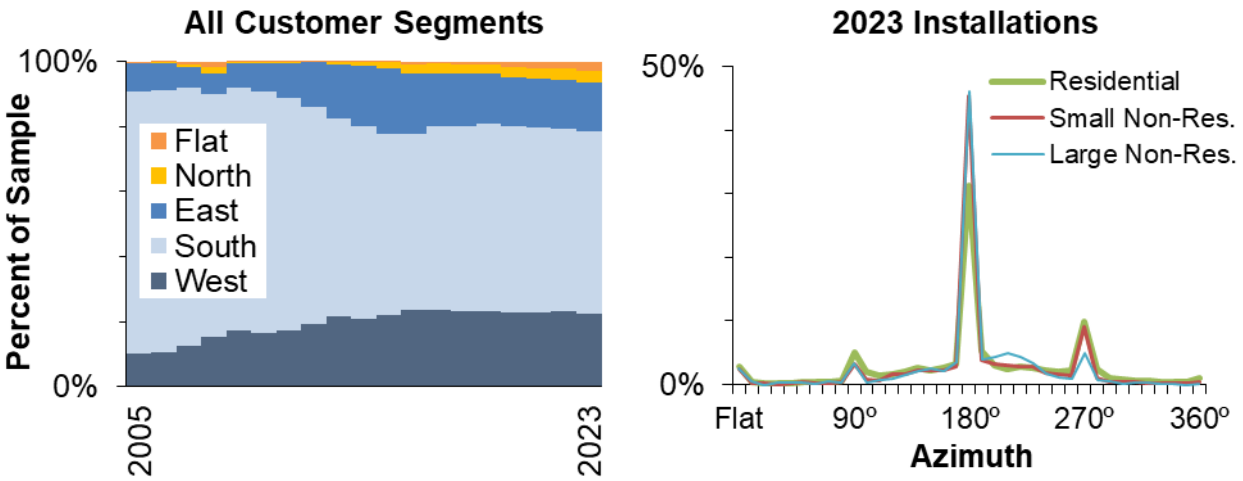 All Customer Segments
100%
0%
Percent of Sample
Flat
North
East
South
West
2005
2023
2023 Installations
50%
0%
Residential
Small Non-Res.
Large Non-Res.
Flat
90º
180º
270º
360º
Azimuth